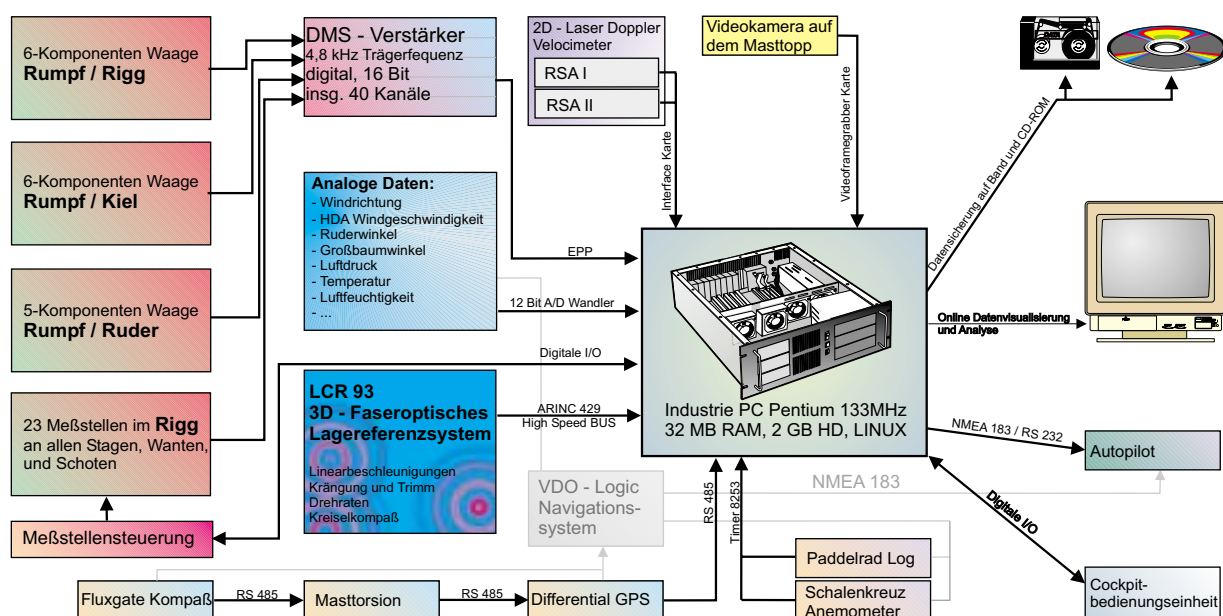 6-Komponenten Waage
Rumpf / Rigg
DMS - Verstärker
4,8 kHz Trägerfequenz
digital, 16 Bit
insg. 40 Kanäle
2D - Laser Doppler
Velocimeter
RSA I
RSA II
Videokamera auf
dem Masttopp
DATA
6-Komponenten Waage
Rumpf / Kiel
Interface Karte
Videoframegrabber Karte
Datensicherung auf Band und CD-ROM
Analoge Daten:
- Windrichtung
- HDA Windgeschwindigkeit
- Ruderwinkel
- Großbaumwinkel
- Luftdruck
- Temperatur
- Luftfeuchtigkeit
- ...
EPP
12 Bit A/D Wandler
5-Komponenten Waage
Rumpf / Ruder
Online Datenvisualisierung
und Analyse
Digitale I/O
LCR 93
3D - Faseroptisches
Lagereferenzsystem
Linearbeschleunigungen
Krängung und Trimm
Drehraten
Kreiselkompaß
ARINC 429
High Speed BUS
Industrie PC Pentium 133MHz
32 MB RAM, 2 GB HD, LINUX
23 Meßstellen im Rigg
an allen Stagen, Wanten,
und Schoten
NMEA 183 / RS 232
Autopilot
VDO - Logic
Navigations-
system
NMEA 183
RS 485
Timer 8253
Digitale I/O
Meßstellensteuerung
Paddelrad Log
Schalenkreuz
Anemometer
Cockpit-
bedienungseinheit
Fluxgate Kompaß
RS 485
Masttorsion
RS 485
Differential GPS